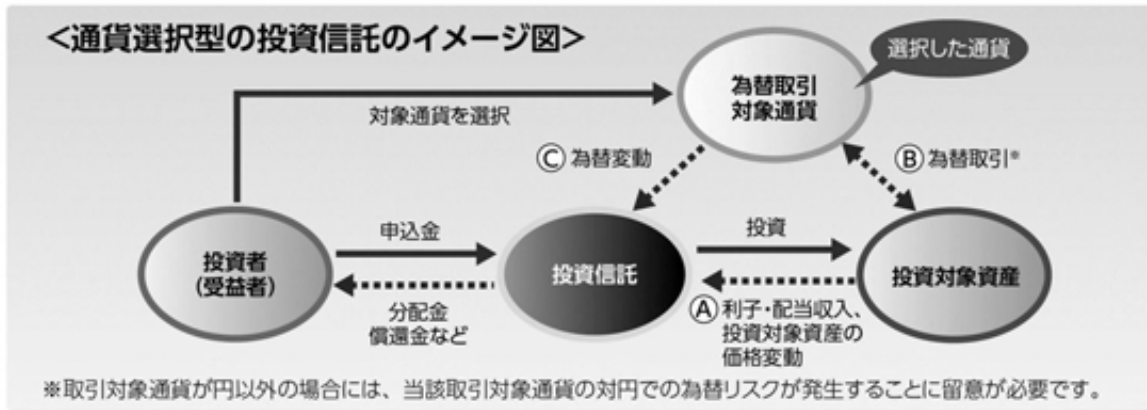 <通貨選択型の投資信託のイメージ図>
選択した通貨
為替取引
対象通貨
対象通貨を選択
Ⓒ 為替変動
Ⓑ 為替取引※
投資者
(受益者)
申込金
分配金
償還金など
投資信託
投資
Ⓐ 利子・配当収入、
投資対象資産の
価格変動
投資対象資産
※取引対象通貨が円以外の場合には、当該取引対象通貨の対円での為替リスクが発生することに留意が必要です。